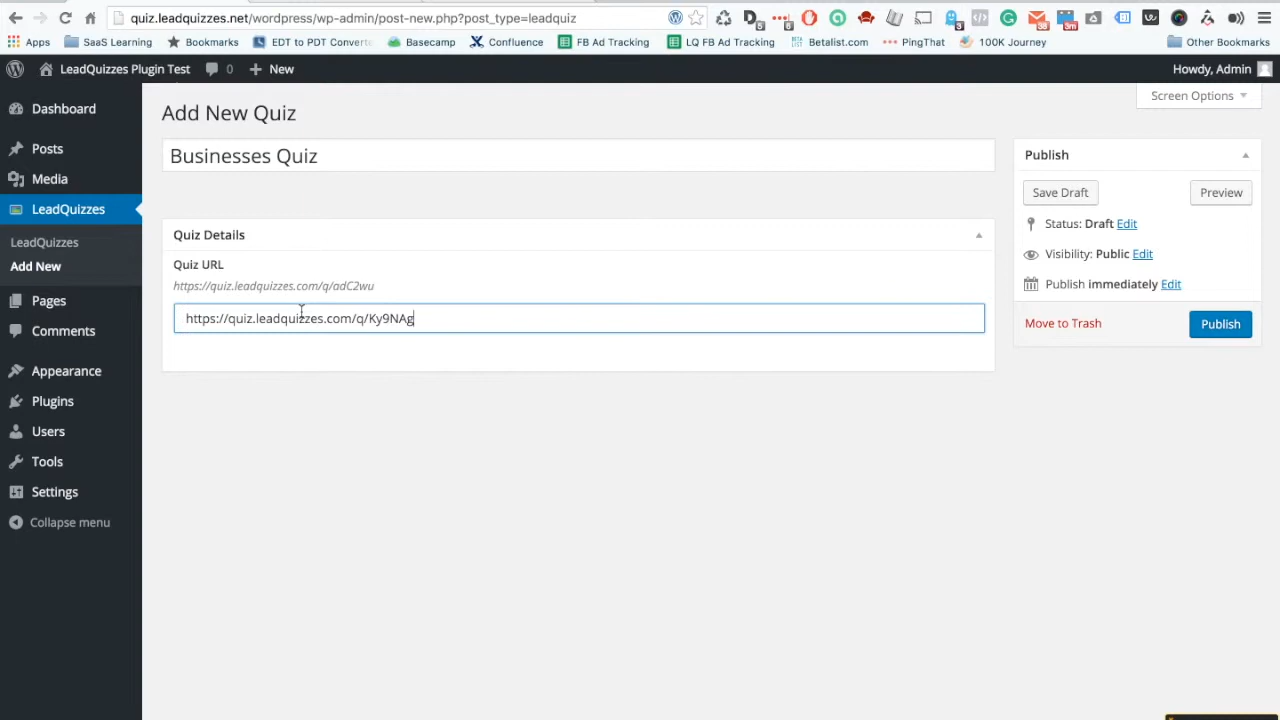 quiz.leadquizzes.net/wordpress/wp-admin/post-new.php?post_type=leadquiz
5
6
5
38
3m
Apps SaaS Learning Bookmarks EDT to PDT Converte Basecamp Confluence FB Ad Tracking LQ FB Ad Tracking Betalist.com PingThat 100K Journey Other Bookmarks
LeadQuizzes Plugin Test 0 New Howdy, Admin
Screen Options
Dashboard
Posts
Media
LeadQuizzes
LeadQuizzes
Add New
Pages
Comments
Appearance
Plugins
Users
Tools
Settings
Collapse menu
Add New Quiz
Businesses Quiz
Quiz Details
Quiz URL
https://quiz.leadquizzes.com/q/adC2wu
https://quiz.leadquizzes.com/q/Ky9NAg
Publish
Save Draft Preview
Status: Draft Edit
Visibility: Public Edit
Publish immediately Edit
Move to Trash Publish